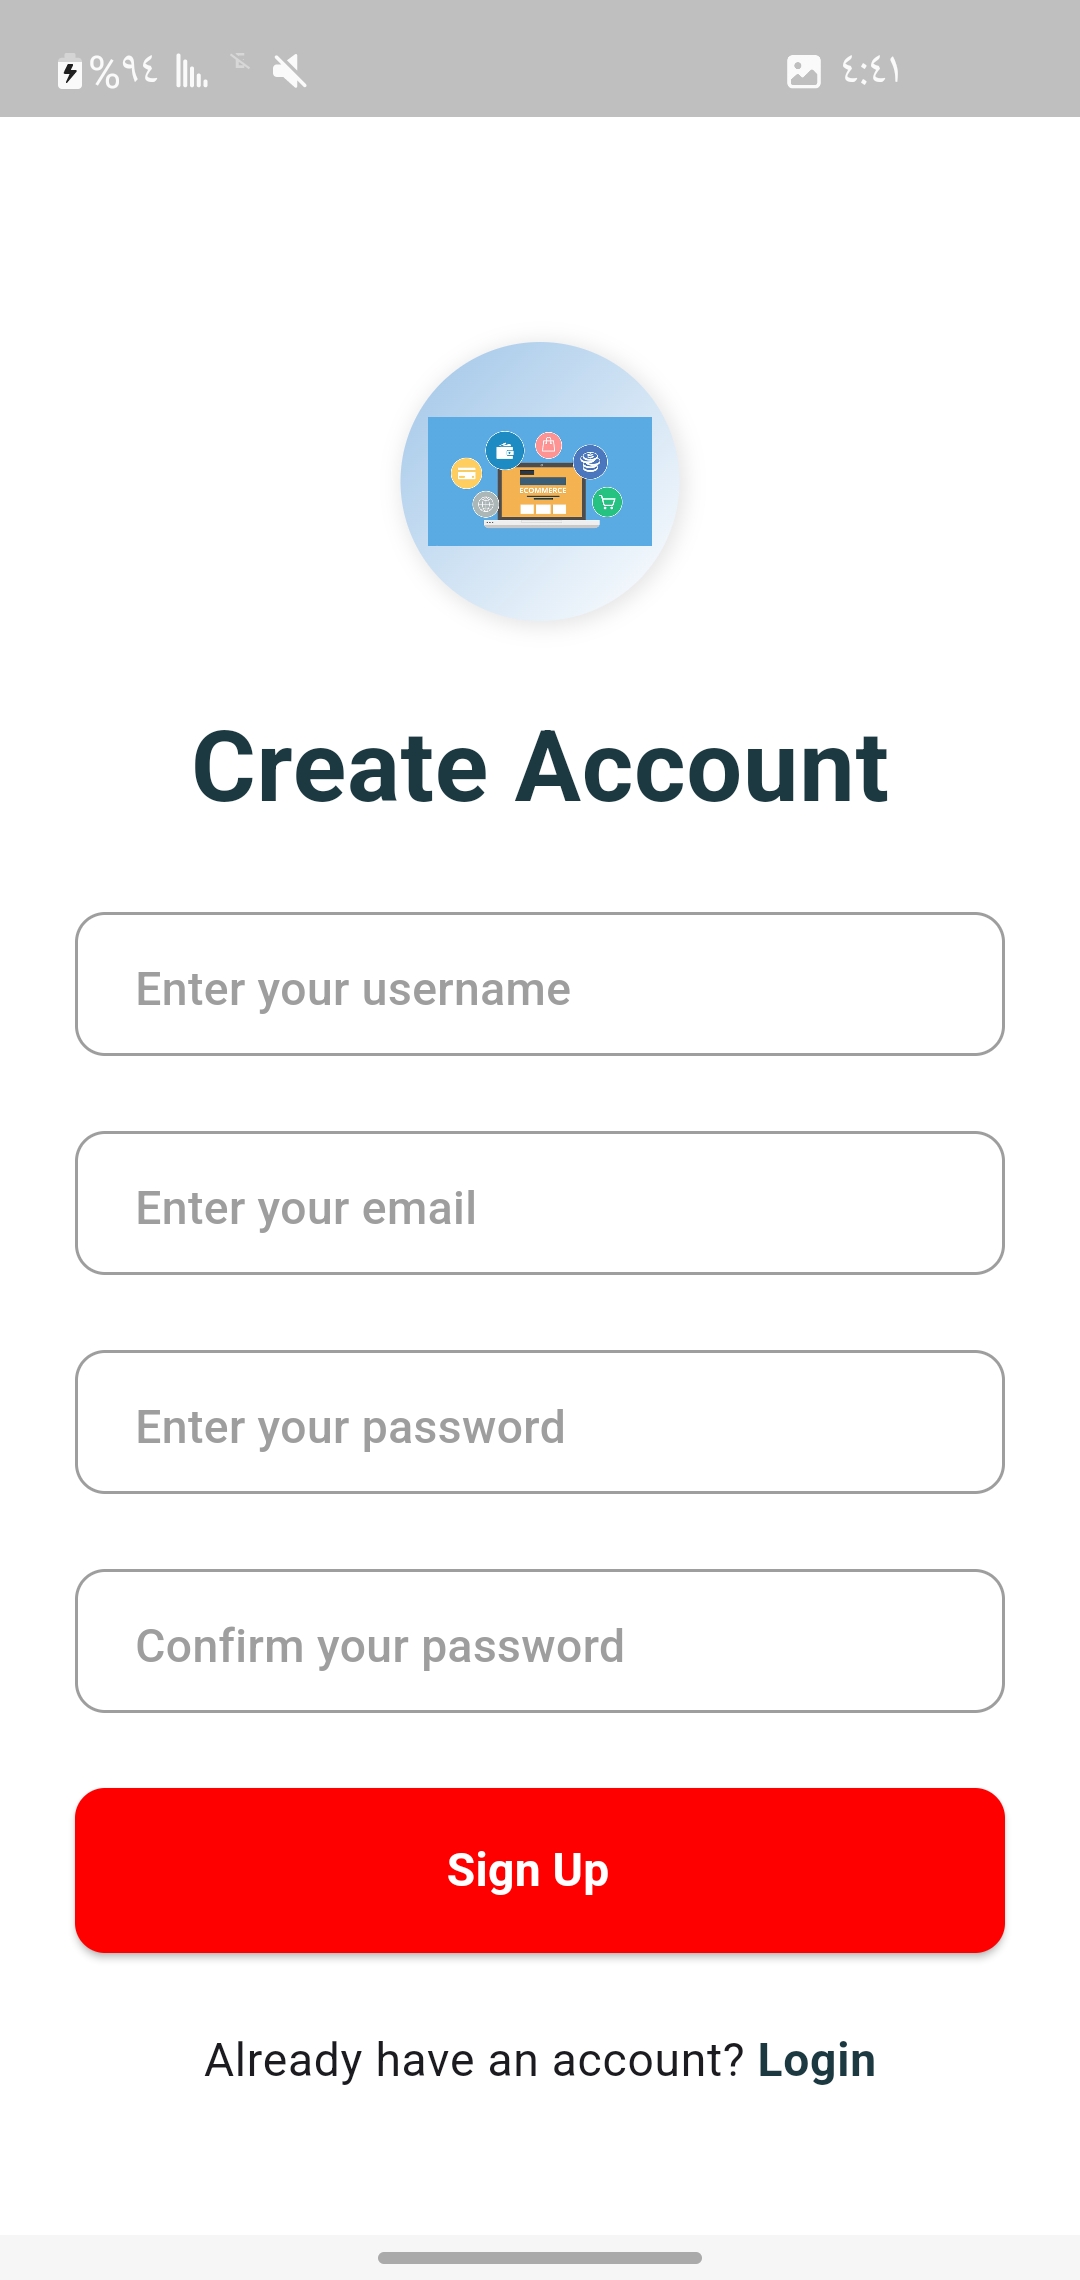 %٩٤ ٤:٤١
ECOMMERCE
Create Account
Enter your username
Enter your email
Enter your password
Confirm your password
Sign Up
Already have an account? Login